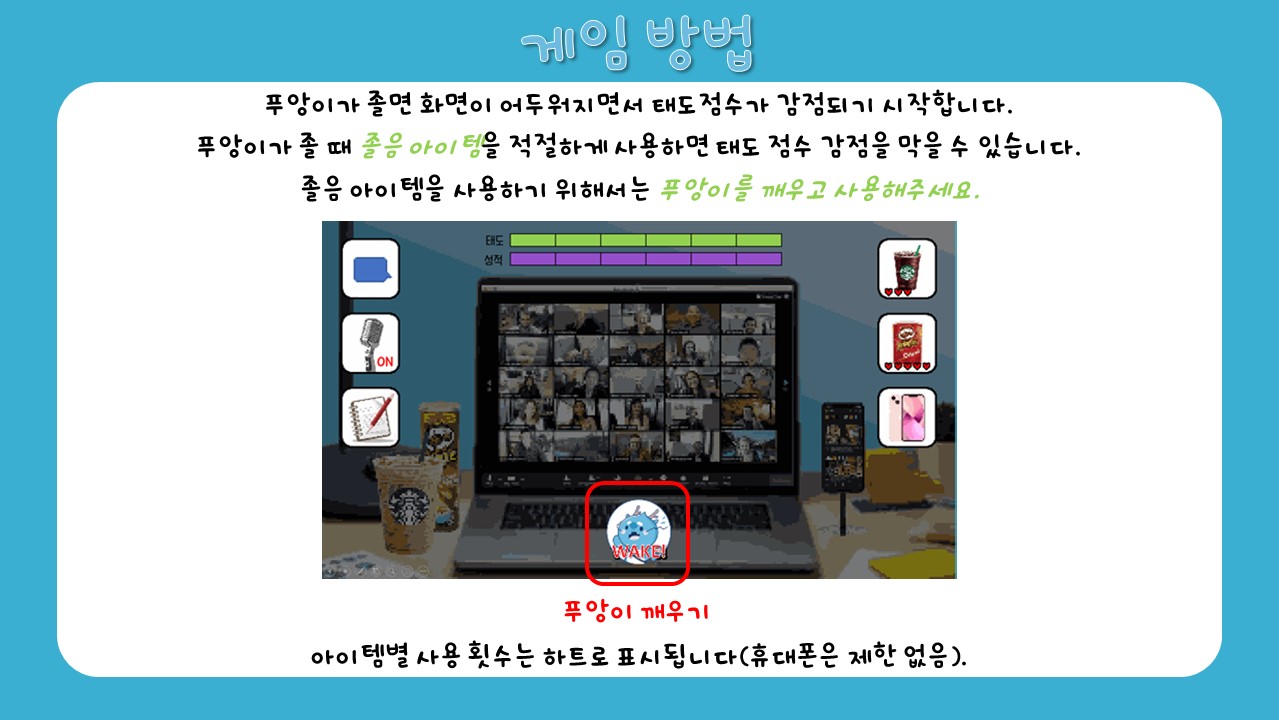 게임 방법
푸앙이가 졸면 화면이 어두워지면서 태도점수가 감점되기 시작합니다.
푸앙이가 졸 때 졸음 아이템을 적절하게 사용하면 태도 점수 감점을 막을 수 있습니다.
졸음 아이템을 사용하기 위해서는 푸앙이를 깨우고 사용해주세요.
태도
성적
ON
WAKE!
푸앙이 깨우기
아이템별 사용 횟수는 하트로 표시됩니다(휴대폰은 제한 없음).